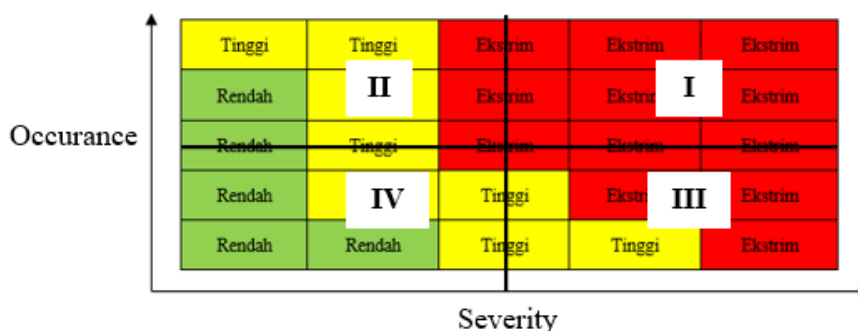 Tinggi Tinggi Ekstrim Ekstrim Ekstrim
Rendah II Ekstrim Ekstrim I Ekstrim
Occurance
Rendah Tinggi Ekstrim Ekstrim Ekstrim
Rendah IV Tinggi Ekstrim III Ekstrim
Rendah Rendah Tinggi Tinggi Ekstrim
Severity